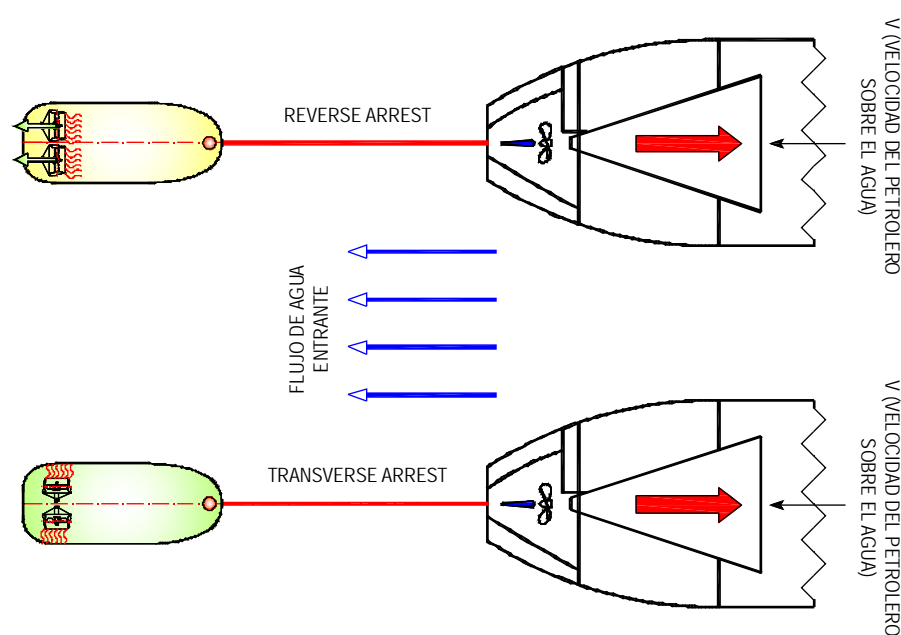 REVERSE ARREST
V (VELOCIDAD DEL PETROLERO
SOBRE EL AGUA)
FLUJO DE AGUA
ENTRANTE
TRANSVERSE ARREST
V (VELOCIDAD DEL PETROLERO
SOBRE EL AGUA)